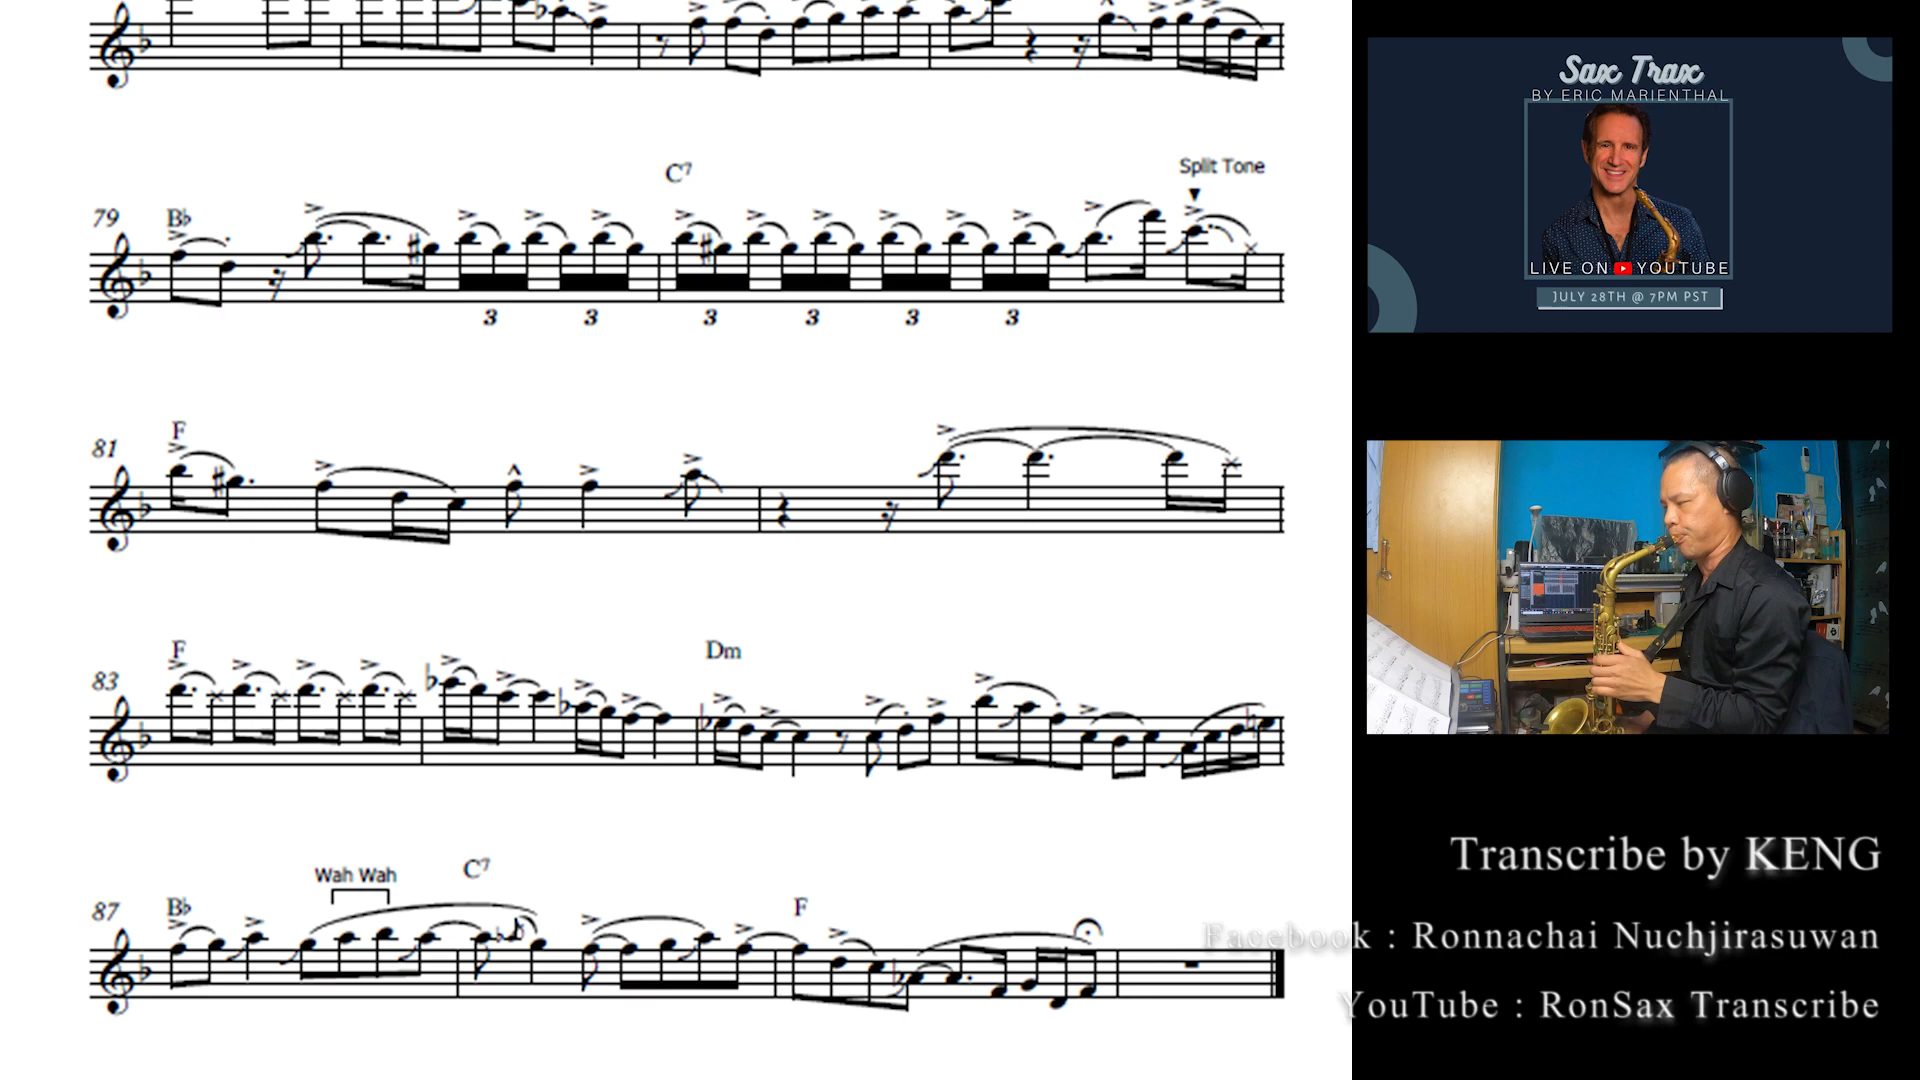 C7
Split Tone
79 Bb
3 3 3 3 3 3
F
81
F Dm
83
Wah Wah C7
87 Bb F
Sax Trax
BY ERIC MARIENTHAL
LIVE ON YOUTUBE
JULY 28TH @ 7PM PST
Transcribe by KENG
Facebook : Ronnachai Nuchjirasuwan
YouTube : RonSax Transcribe